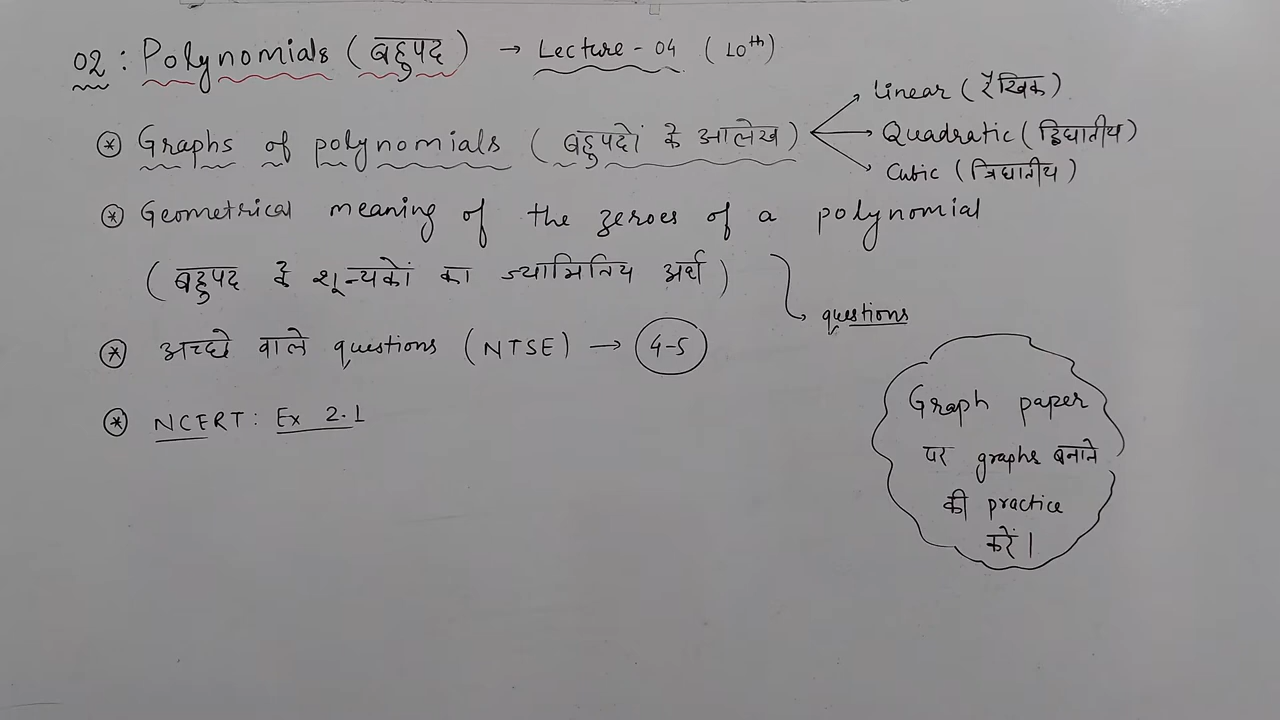 02 : Polynomials (बहुपद) → Lecture - 04 (10th)
⊛ Graphs of polynomials (बहुपदों के आलेख)
Linear (रैखिक)
Quadratic (द्विघातीय)
Cubic (त्रिघातीय)
⊛ Geometrical meaning of the zeroes of a polynomial
(बहुपद के शून्यकों का ज्यामितिय अर्थ)
questions
⊛ अच्छे वाले questions (NTSE) → 4-5
⊛ NCERT : Ex 2.1
Graph paper
पर graphs बनाने
की practice
करें।